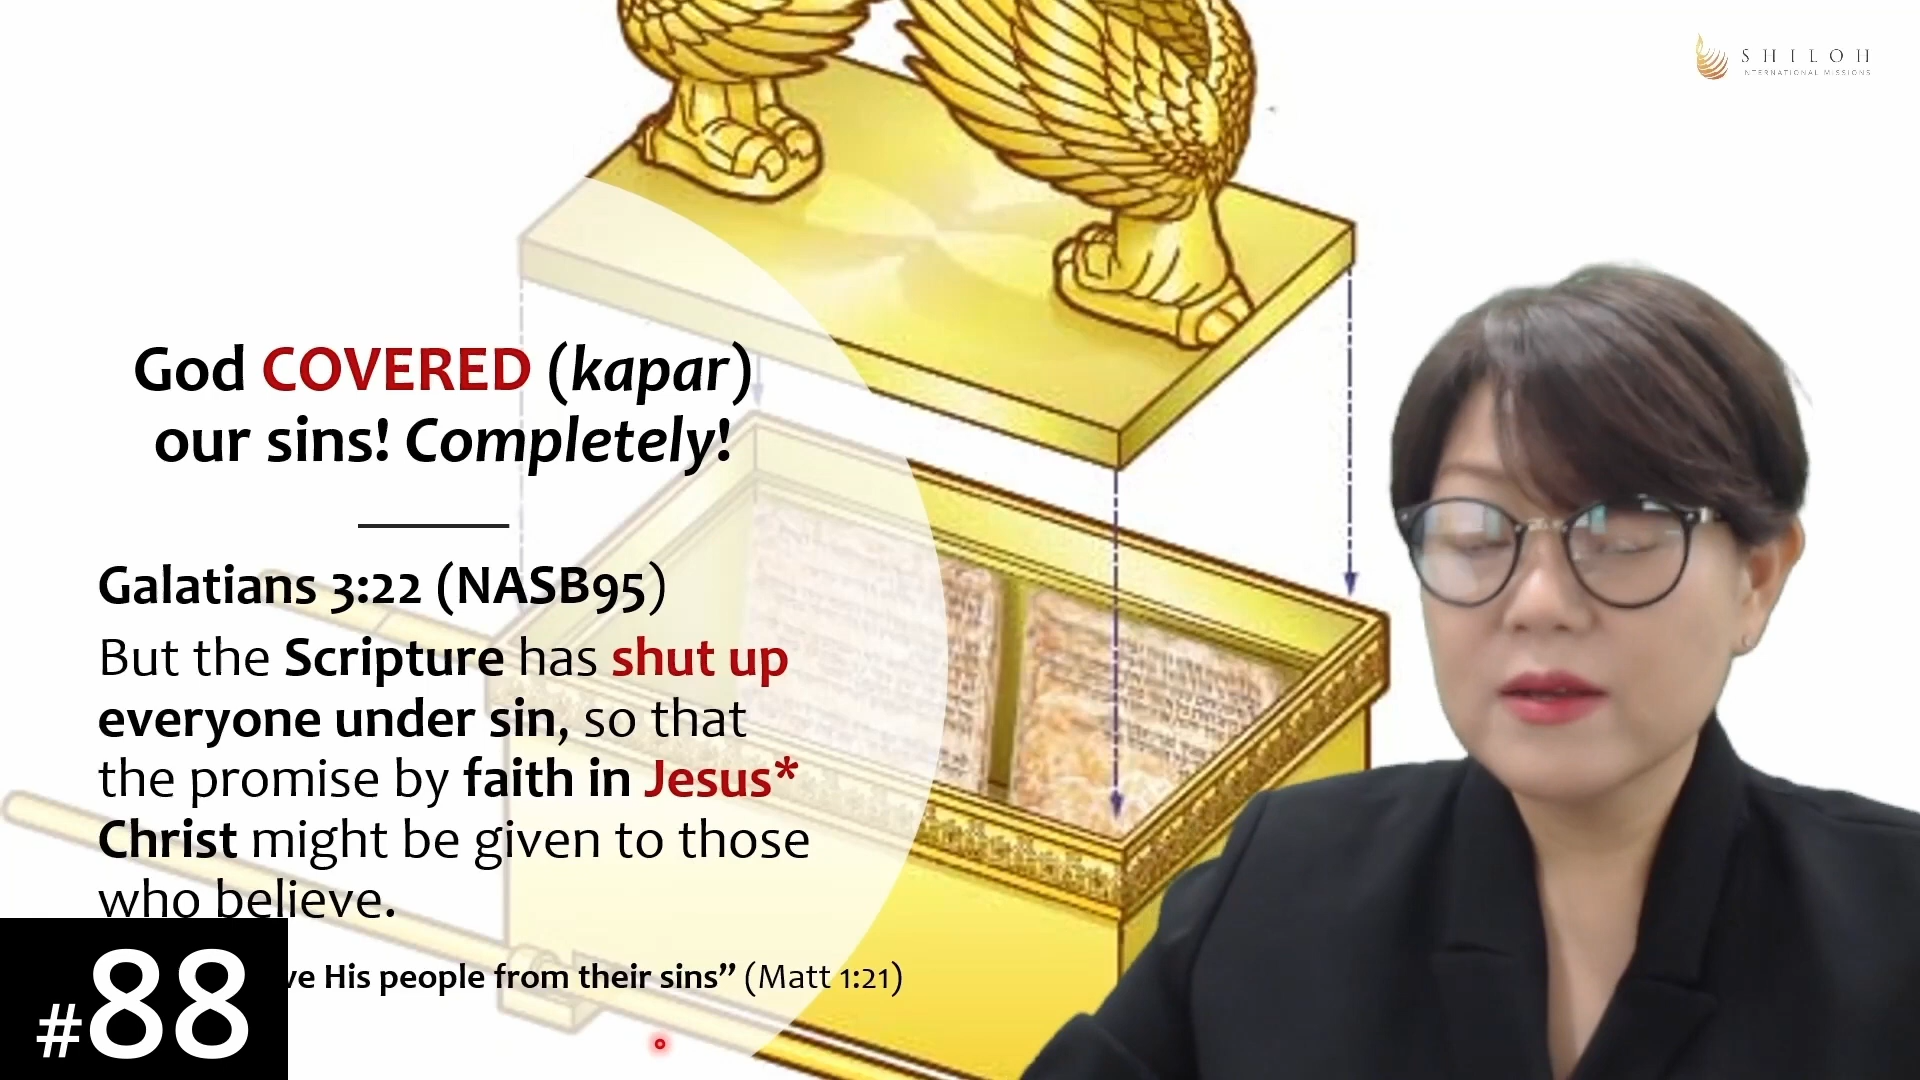 SHILOH
INTERNATIONAL MISSIONS
God COVERED (kapar)
our sins! Completely!
Galatians 3:22 (NASB95)
But the Scripture has shut up
everyone under sin, so that
the promise by faith in Jesus*
Christ might be given to those
who believe.
ve His people from their sins” (Matt 1:21)
#88